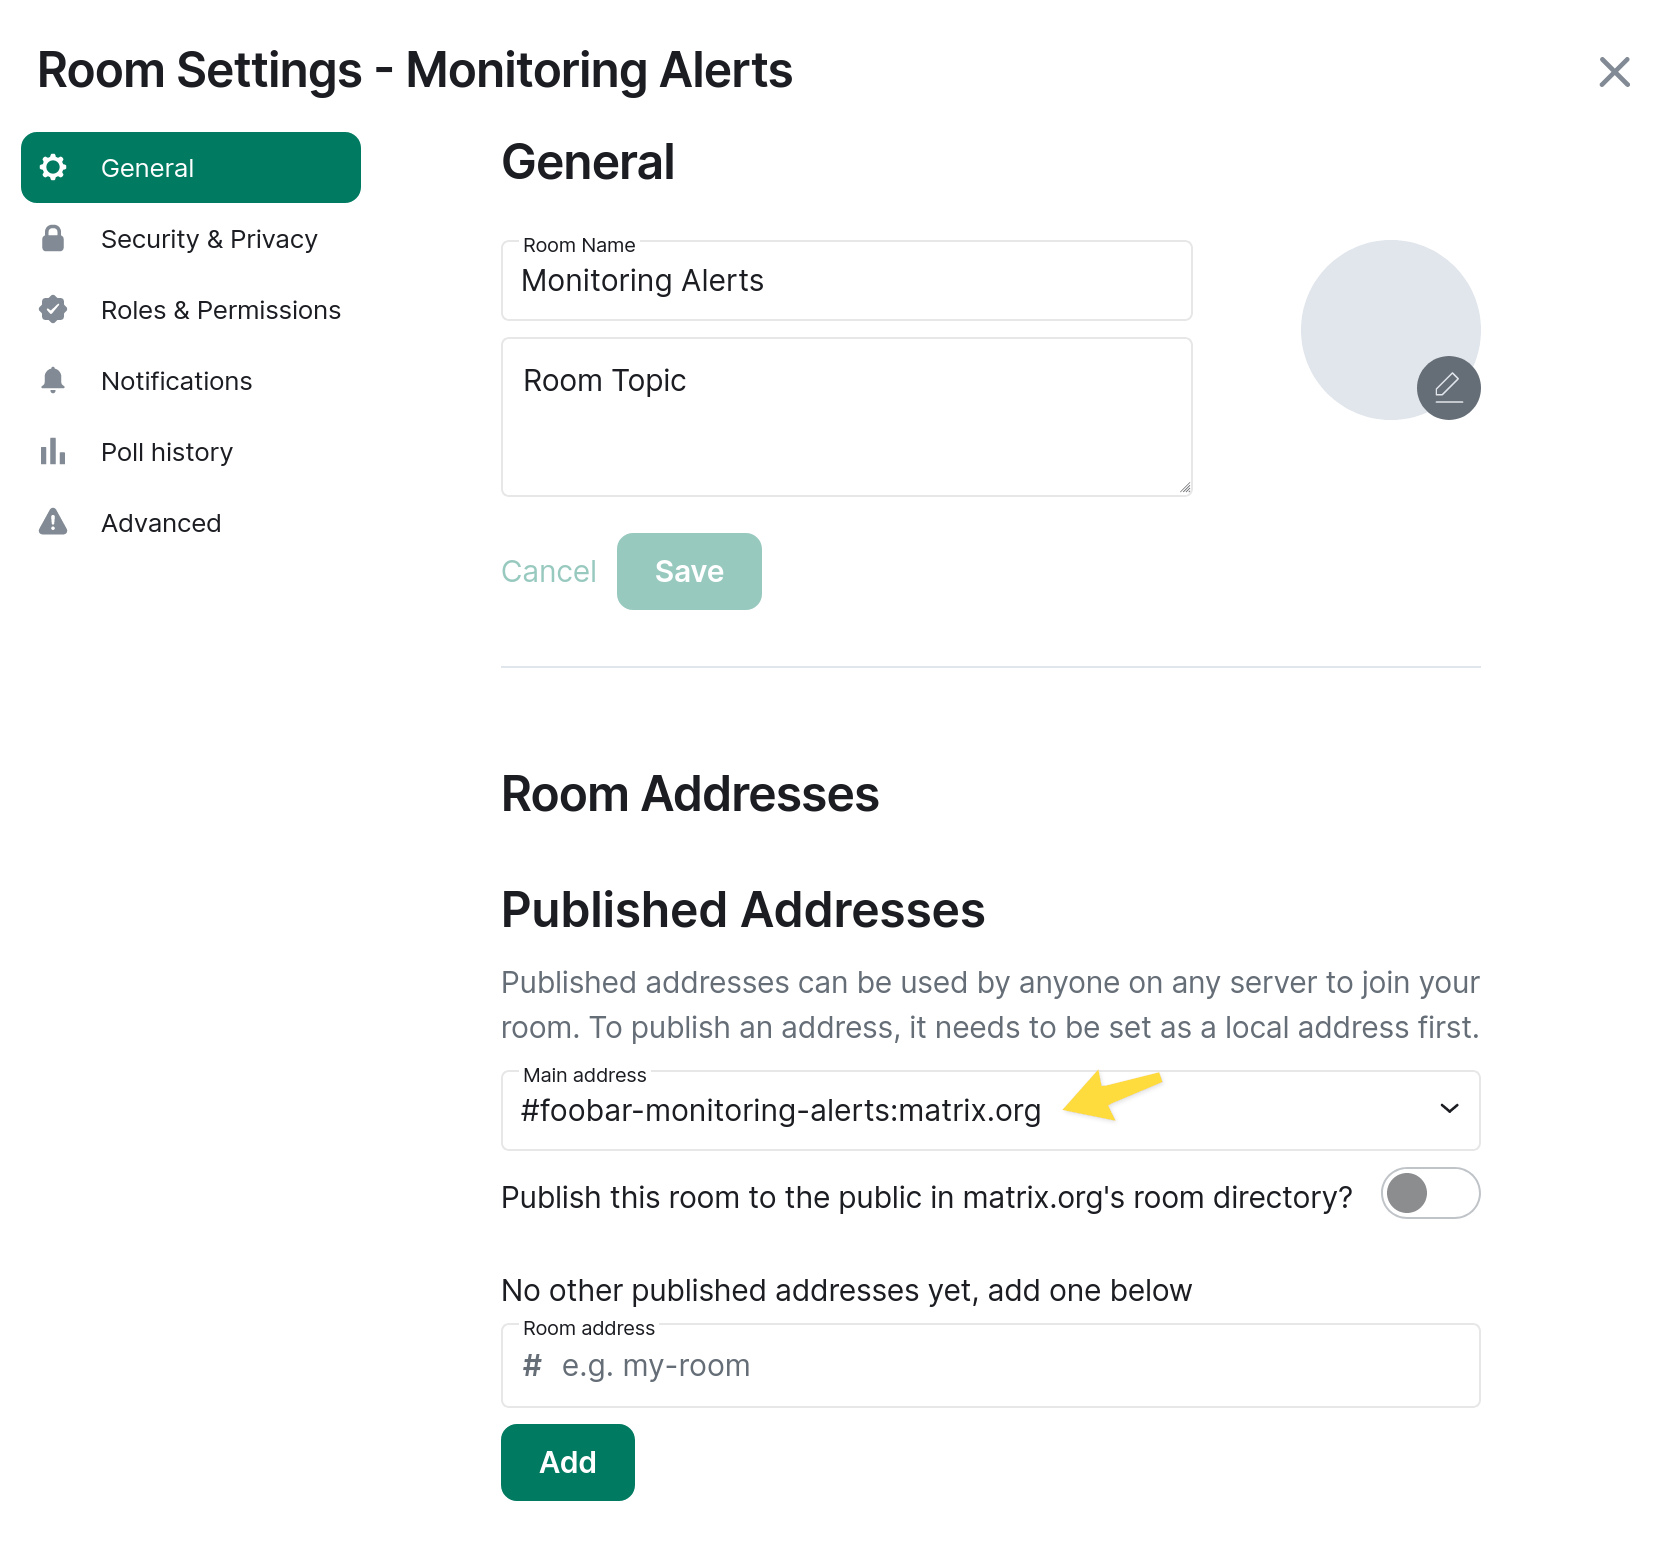 Room Settings - Monitoring Alerts
General
Security & Privacy
Roles & Permissions
Notifications
Poll history
Advanced
General
Room Name
Monitoring Alerts
Room Topic
Cancel
Save
Room Addresses
Published Addresses
Published addresses can be used by anyone on any server to join your
room. To publish an address, it needs to be set as a local address first.
Main address
#foobar-monitoring-alerts:matrix.org
Publish this room to the public in matrix.org's room directory?
No other published addresses yet, add one below
Room address
# e.g. my-room
Add